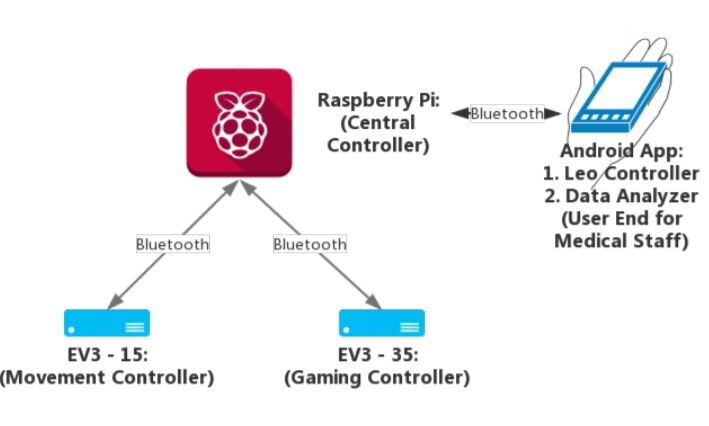 Raspberry Pi:
(Central
Controller)
Bluetooth
Android App:
1. Leo Controller
2. Data Analyzer
(User End for
Medical Staff)
Bluetooth
Bluetooth
EV3 - 15:
(Movement Controller)
EV3 - 35:
(Gaming Controller)